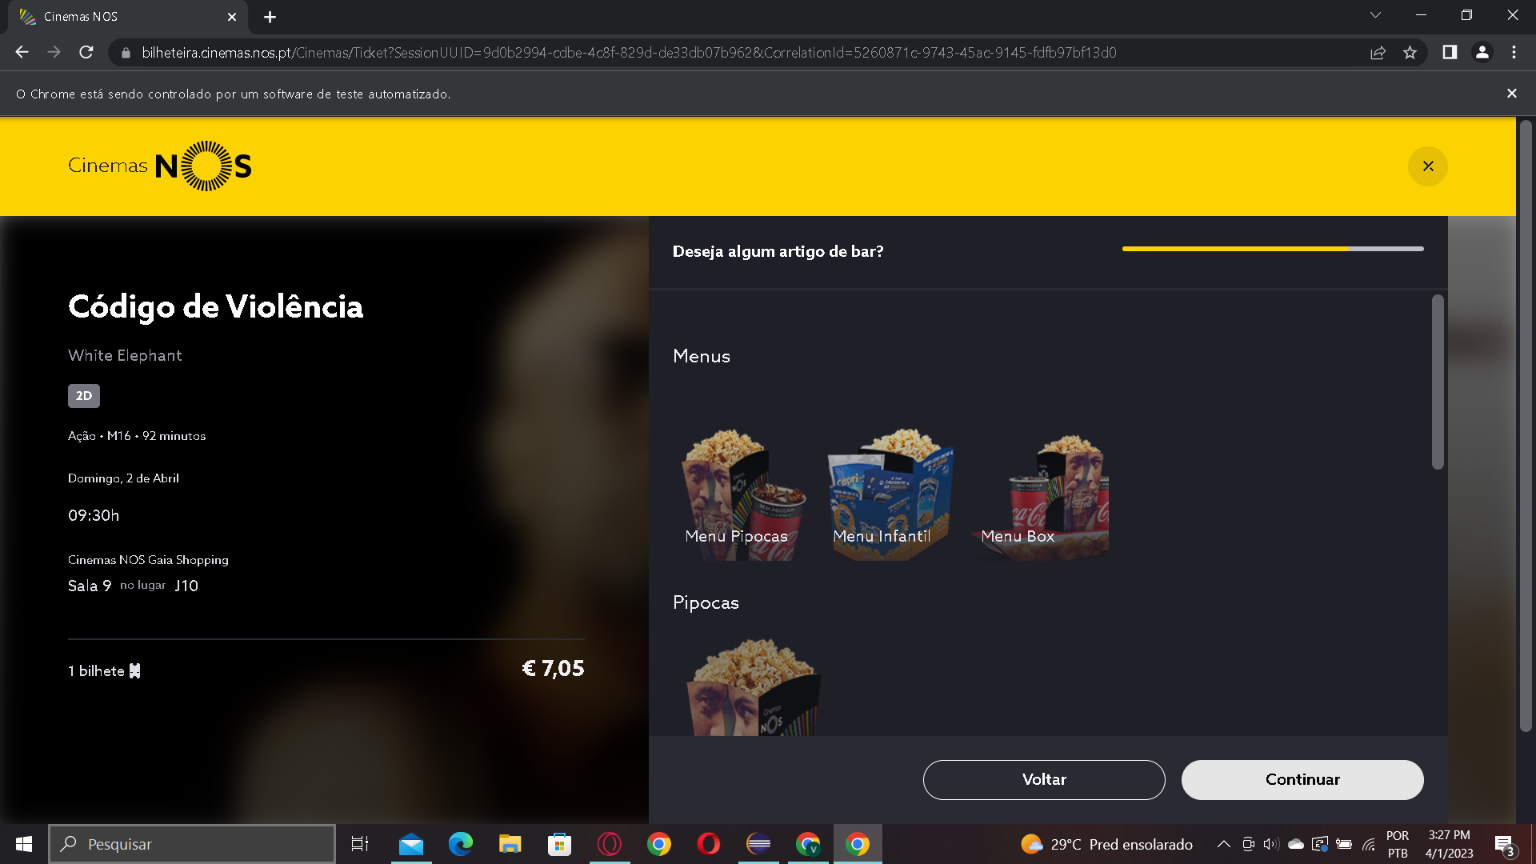 Cinemas NOS
bilheteira.cinemas.nos.pt/Cinemas/Ticket?SessionUUID=9d0b2994-cdbe-4c8f-829d-de33db07b962&CorrelationId=5260871c-9743-45ac-9145-fdfb97bf13d0
O Chrome está sendo controlado por um software de teste automatizado.
Cinemas NOS
Deseja algum artigo de bar?
Código de Violência
White Elephant
2D
Ação • M16 • 92 minutos
Domingo, 2 de Abril
09:30h
Cinemas NOS Gaia Shopping
Sala 9 no lugar J10
1 bilhete
€ 7,05
Menus
Menu Pipocas
Menu Infantil
Menu Box
Pipocas
Cinemas
NOS
Voltar
Continuar
Pesquisar
29°C Pred ensolarado
POR
PTB
3:27 PM
4/1/2023
3